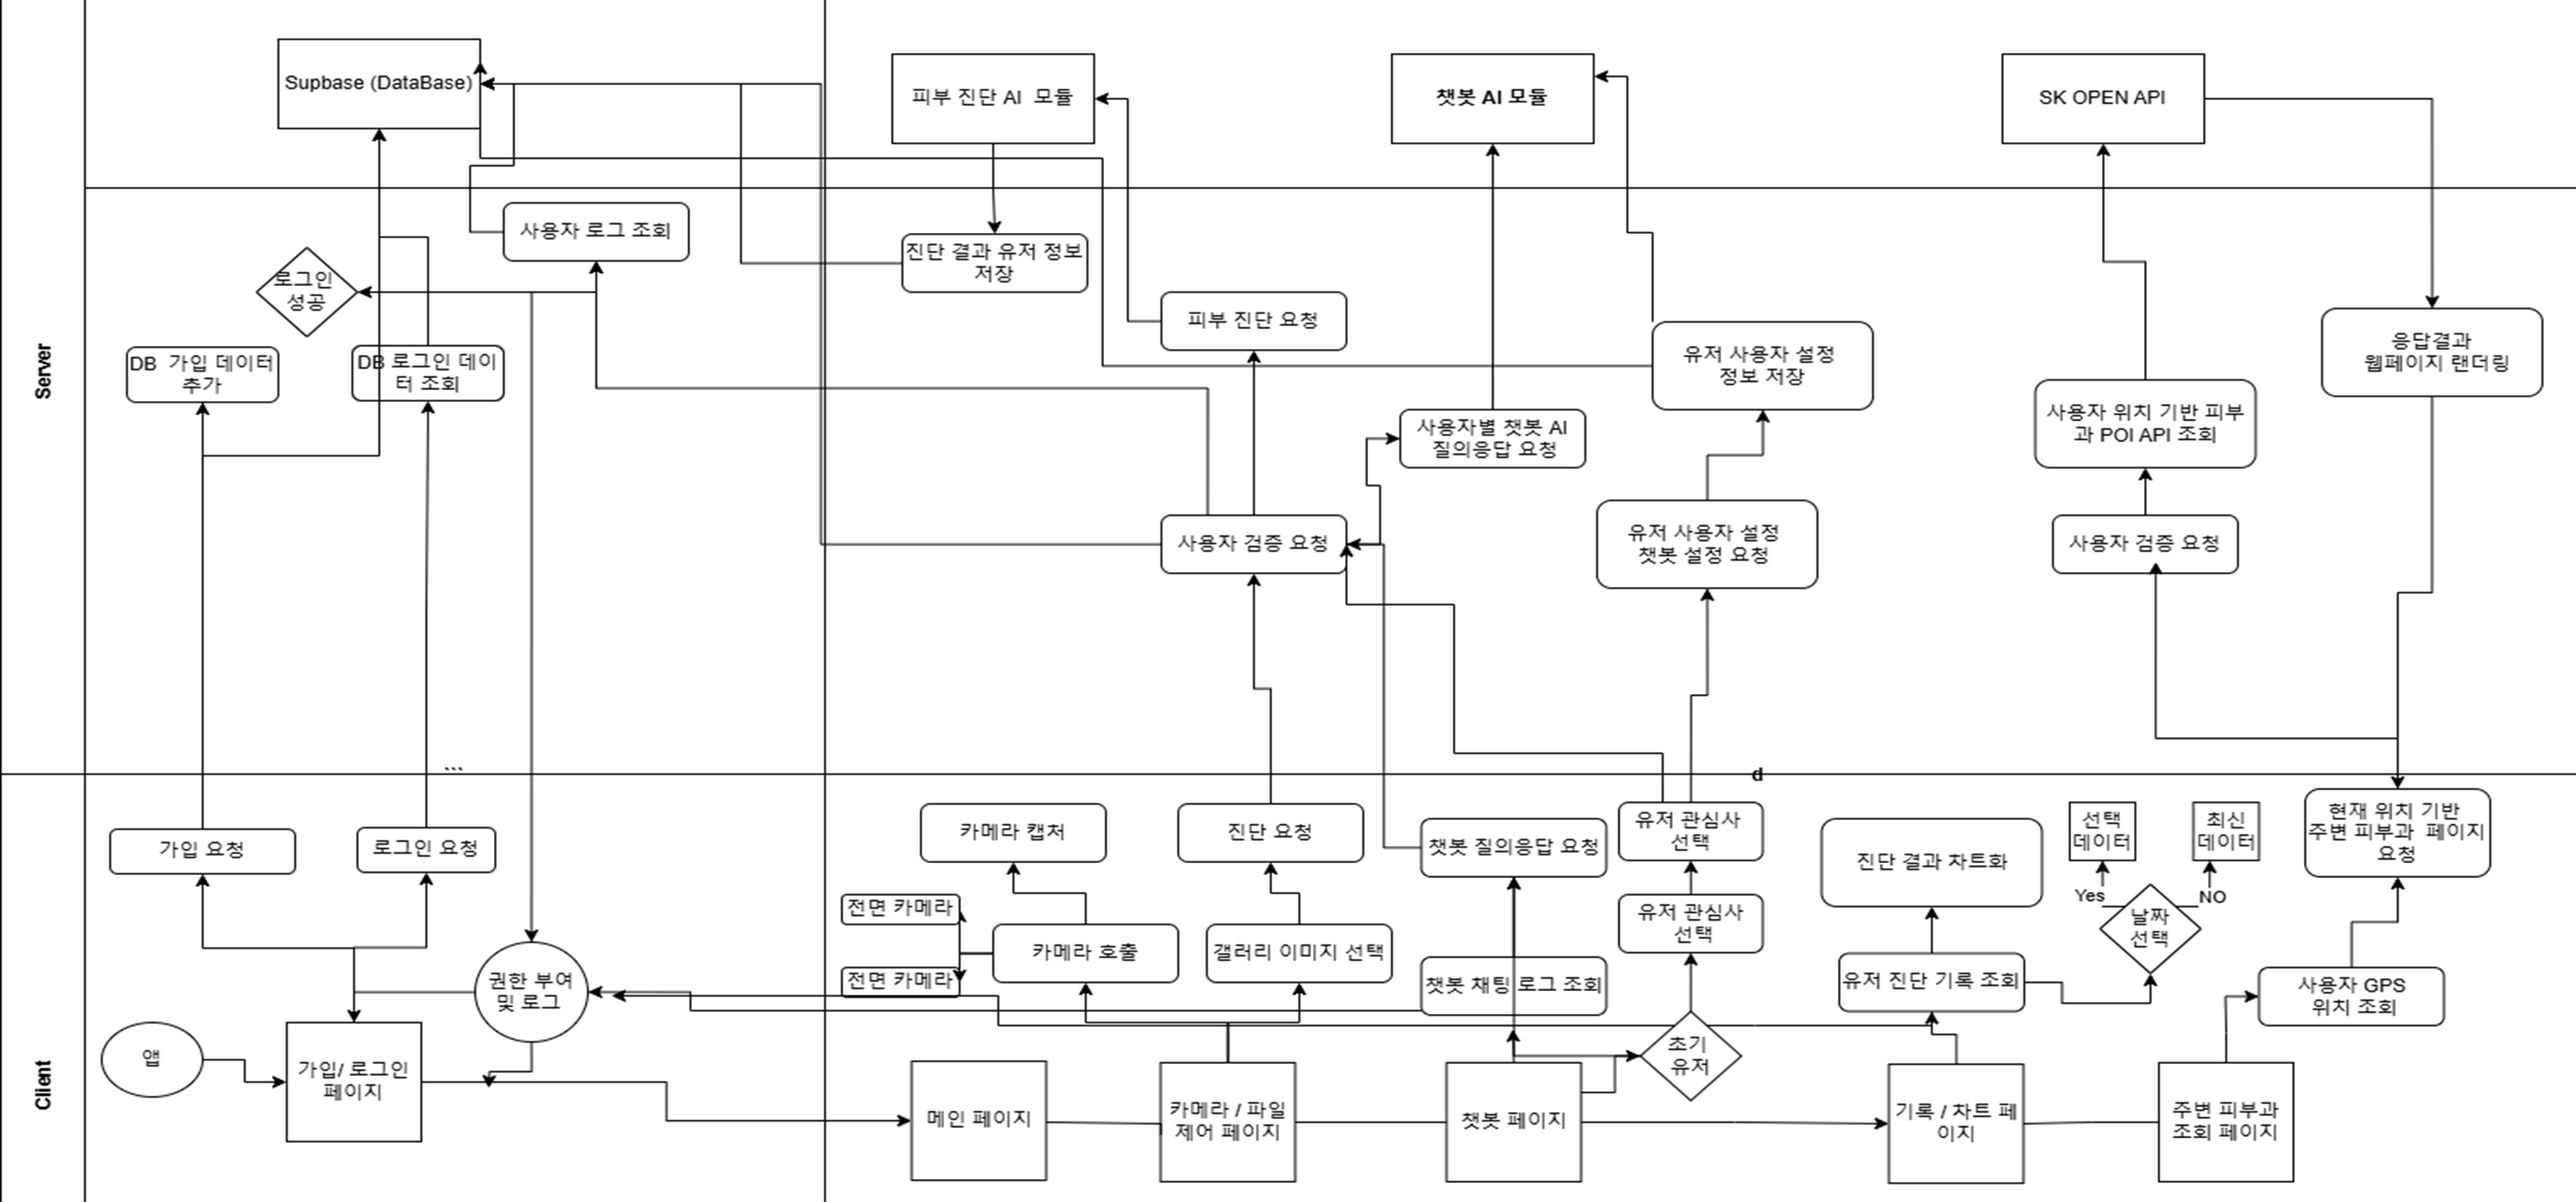 Supbase (DataBase)
피부 진단 AI 모듈
챗봇 AI 모듈
SK OPEN API
Server
사용자 로그 조회
로그인
성공
진단 결과 유저 정보
저장
피부 진단 요청
DB 가입 데이터
추가
DB 로그인 데이
터 조회
유저 사용자 설정
정보 저장
응답결과
웹페이지 랜더링
사용자별 챗봇 AI
질의응답 요청
사용자 위치 기반 피부
과 POI API 조회
사용자 검증 요청
유저 사용자 설정
챗봇 설정 요청
사용자 검증 요청
```
d
Client
가입 요청
로그인 요청
카메라 캡처
진단 요청
챗봇 질의응답 요청
유저 관심사
선택
진단 결과 차트화
선택
데이터
최신
데이터
현재 위치 기반
주변 피부과 페이지
요청
Yes
NO
전면 카메라
유저 관심사
선택
날짜
선택
카메라 호출
갤러리 이미지 선택
전면 카메라
권한 부여
및 로그
챗봇 채팅 로그 조회
유저 진단 기록 조회
사용자 GPS
위치 조회
앱
가입/ 로그인
페이지
초기
유저
메인 페이지
카메라 / 파일
제어 페이지
챗봇 페이지
기록 / 차트 페
이지
주변 피부과
조회 페이지